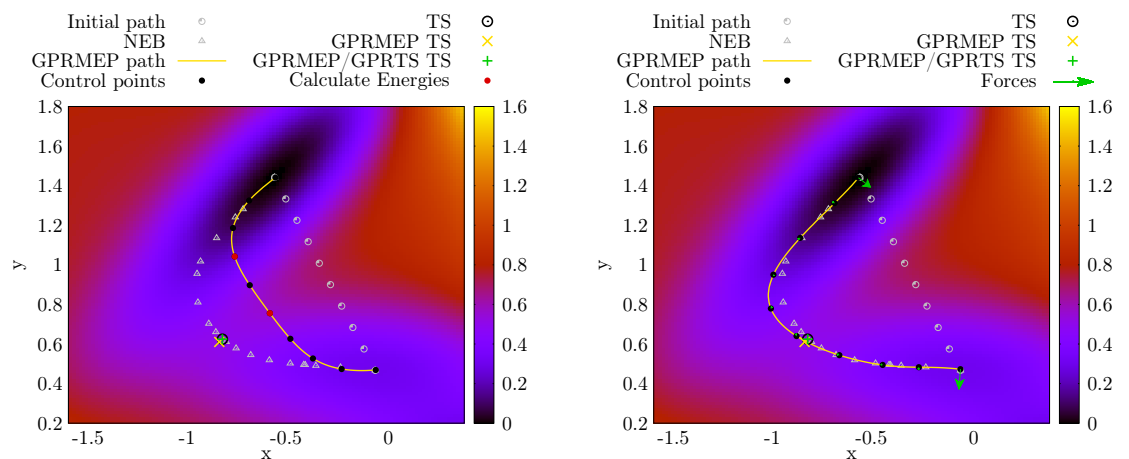 Initial path TS
NEB GPRMEP TS
GPRMEP path GPRMEP/GPRTS TS
Control points Calculate Energies
1.8 1.6
1.6 1.4
1.4 1.2
1.2 1
y 1 0.8
0.8 0.6
0.6 0.4
0.4 0.2
0.2 0
-1.5 -1 -0.5 0
x
Initial path TS
NEB GPRMEP TS
GPRMEP path GPRMEP/GPRTS TS
Control points Forces
1.8 1.6
1.6 1.4
1.4 1.2
1.2 1
y 1 0.8
0.8 0.6
0.6 0.4
0.4 0.2
0.2 0
-1.5 -1 -0.5 0
x